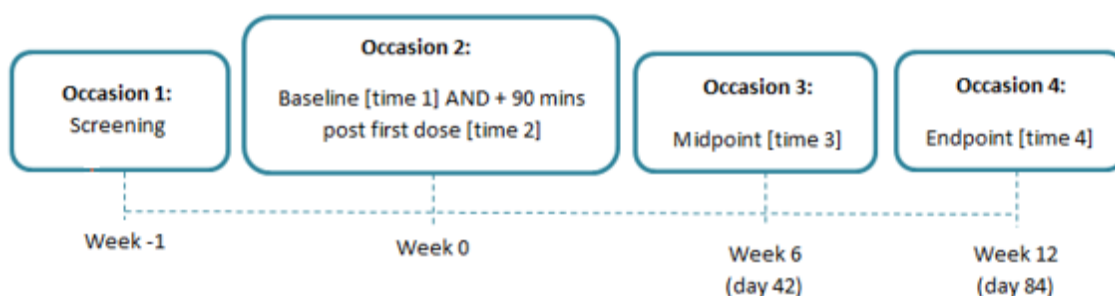 Occasion 1:
Screening
Occasion 2:
Baseline [time 1] AND + 90 mins
post first dose [time 2]
Occasion 3:
Midpoint [time 3]
Occasion 4:
Endpoint [time 4]
Week -1
Week 0
Week 6
(day 42)
Week 12
(day 84)